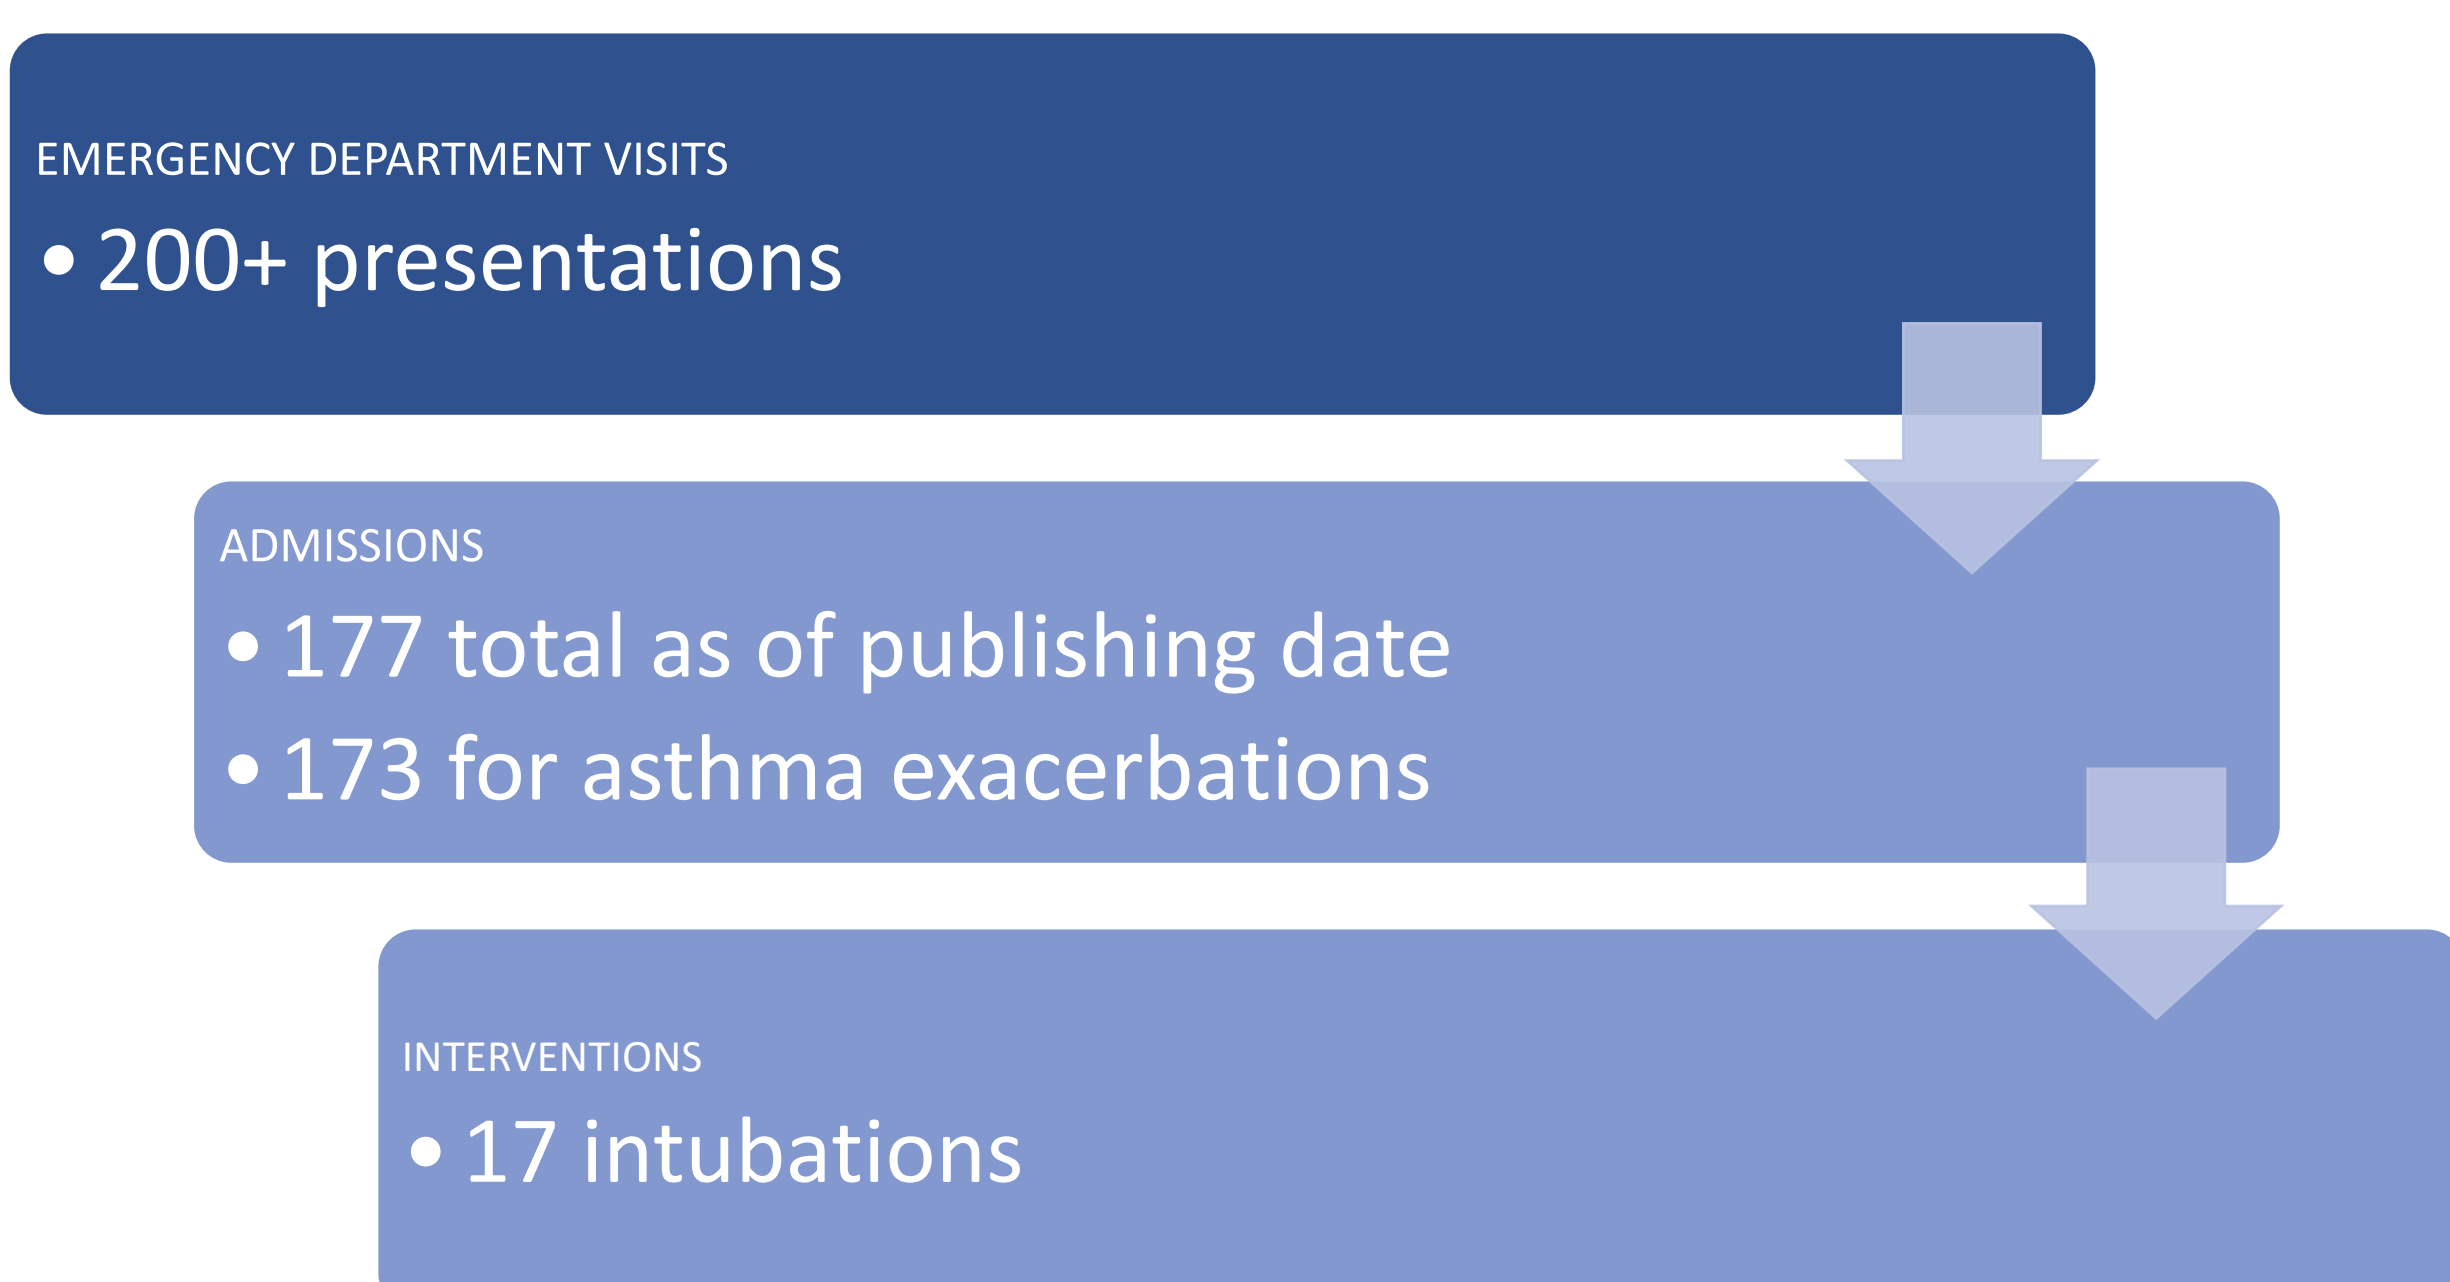 EMERGENCY DEPARTMENT VISITS
• 200+ presentations
ADMISSIONS
• 177 total as of publishing date
• 173 for asthma exacerbations
INTERVENTIONS
• 17 intubations